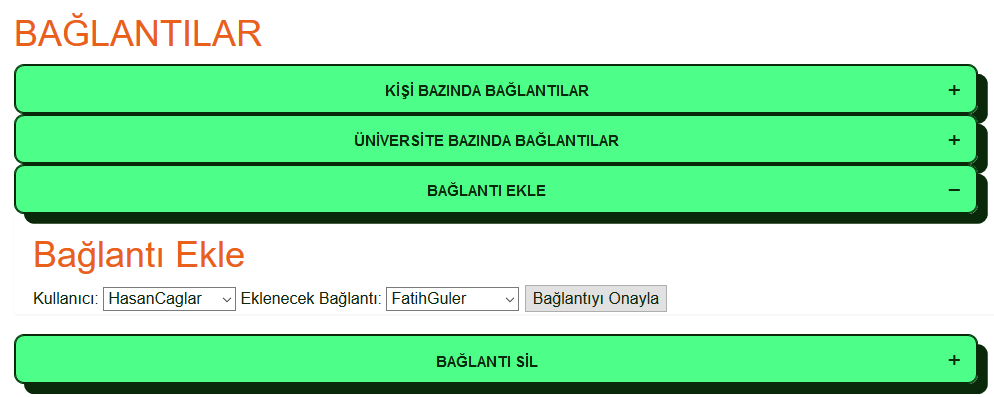 BAĞLANTILAR
KİŞİ BAZINDA BAĞLANTILAR +
ÜNİVERSİTE BAZINDA BAĞLANTILAR +
BAĞLANTI EKLE −
Bağlantı Ekle
Kullanıcı: HasanCaglar Eklenecek Bağlantı: FatihGuler Bağlantıyı Onayla
BAĞLANTI SİL +